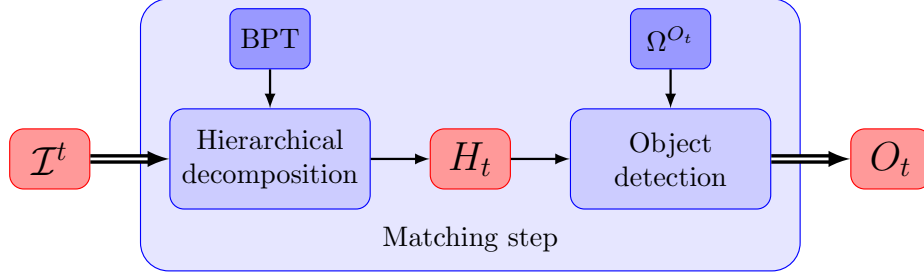 BPT
Ω^{O_t}
𝓘^t
Hierarchical
decomposition
H_t
Object
detection
O_t
Matching step